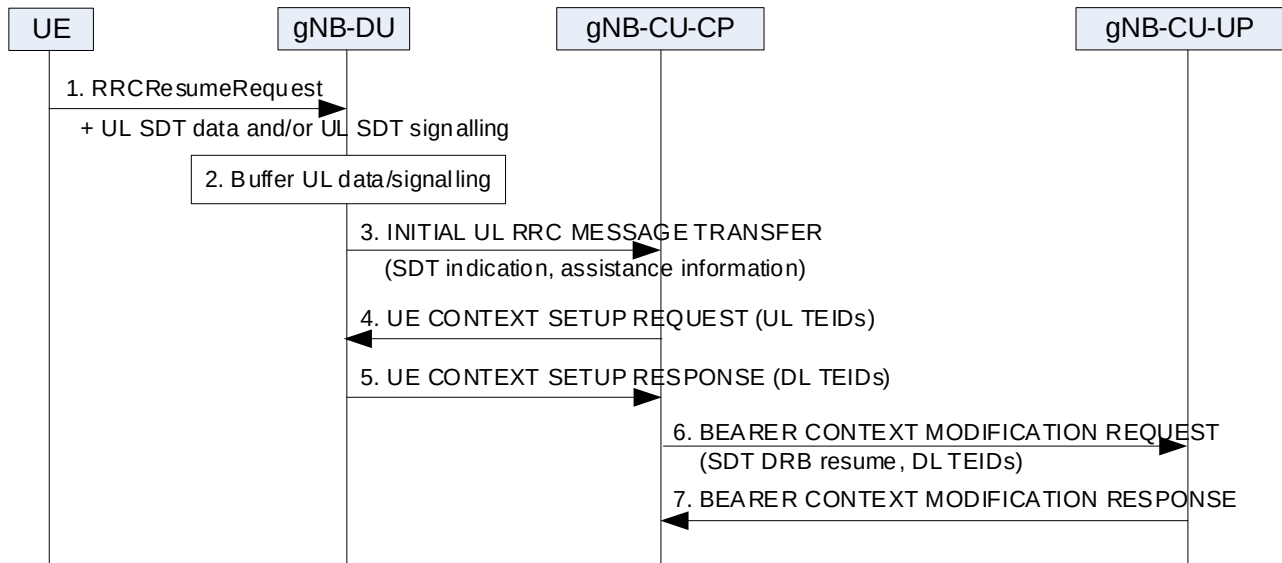 UE
gNB-DU
gNB-CU-CP
gNB-CU-UP
1. RRCResumeRequest
+ UL SDT data and/or UL SDT signalling
2. Buffer UL data/signalling
3. INITIAL UL RRC MESSAGE TRANSFER
(SDT indication, assistance information)
4. UE CONTEXT SETUP REQUEST (UL TEIDs)
5. UE CONTEXT SETUP RESPONSE (DL TEIDs)
6. BEARER CONTEXT MODIFICATION REQUEST
(SDT DRB resume, DL TEIDs)
7. BEARER CONTEXT MODIFICATION RESPONSE